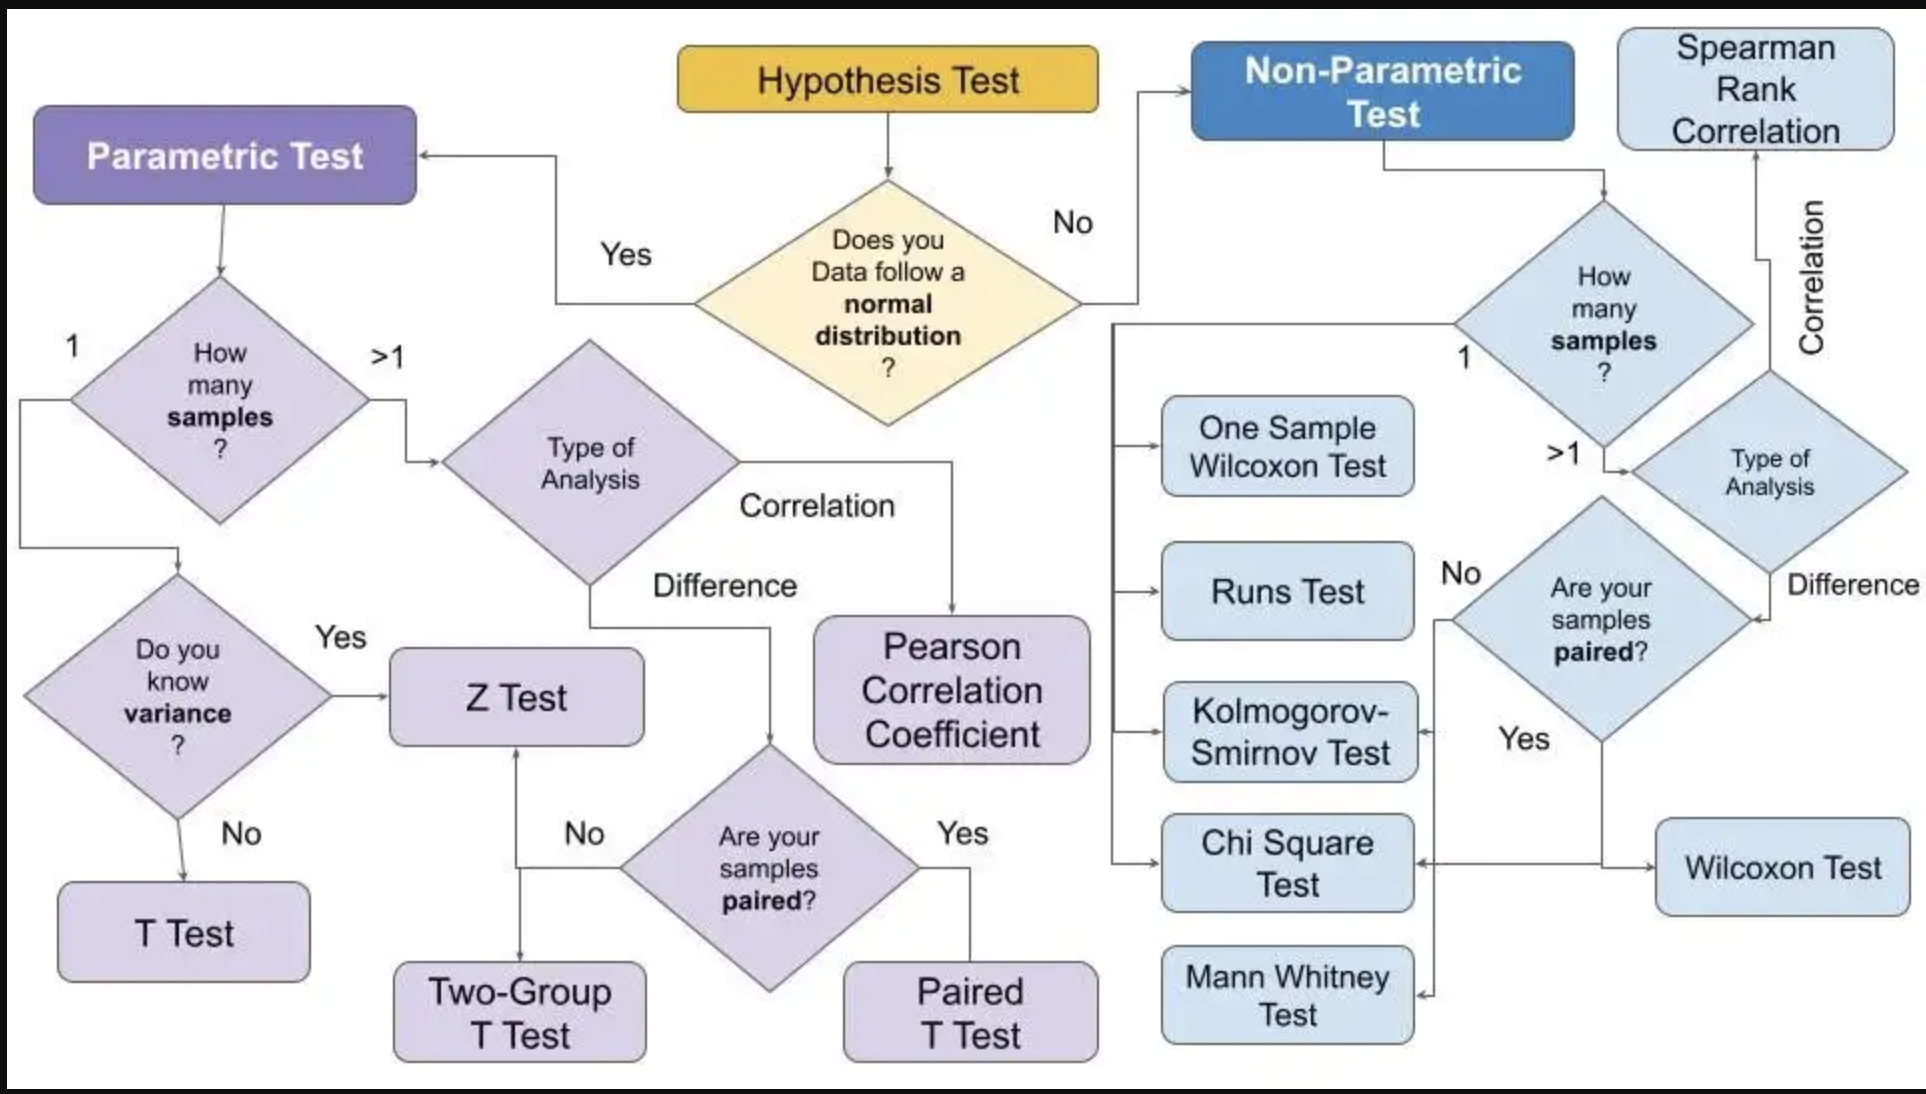 Hypothesis Test
Non-Parametric
Test
Spearman
Rank
Correlation
Parametric Test
Does you
Data follow a
normal
distribution
?
Yes
No
How
many
samples
?
1
>1
Type of
Analysis
Correlation
Difference
Do you
know
variance
?
Yes
No
Z Test
T Test
Pearson
Correlation
Coefficient
Are your
samples
paired?
No
Yes
Two-Group
T Test
Paired
T Test
How
many
samples
?
1
>1
Type of
Analysis
Correlation
Difference
Are your
samples
paired?
No
Yes
One Sample
Wilcoxon Test
Runs Test
Kolmogorov-
Smirnov Test
Chi Square
Test
Mann Whitney
Test
Wilcoxon Test